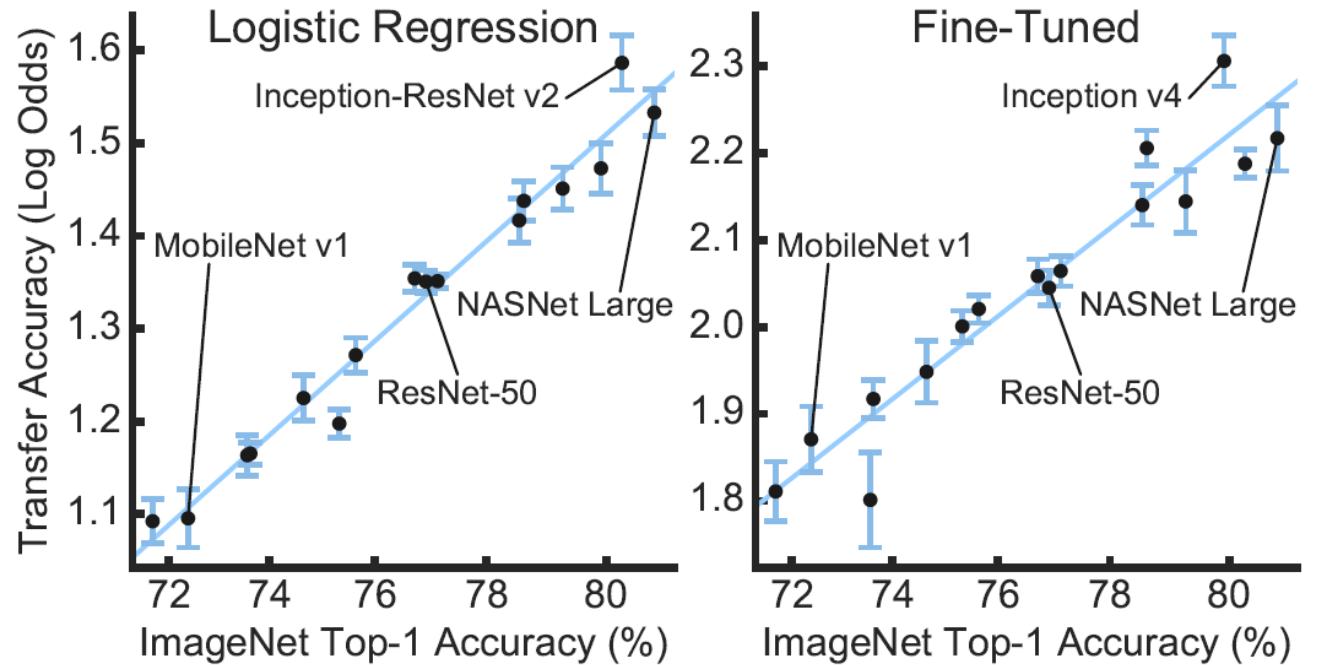 Logistic Regression
Transfer Accuracy (Log Odds)
1.6
1.5
1.4
1.3
1.2
1.1
Inception-ResNet v2
MobileNet v1
NASNet Large
ResNet-50
72 74 76 78 80
ImageNet Top-1 Accuracy (%)
Fine-Tuned
2.3
2.2
2.1
2.0
1.9
1.8
Inception v4
MobileNet v1
NASNet Large
ResNet-50
72 74 76 78 80
ImageNet Top-1 Accuracy (%)